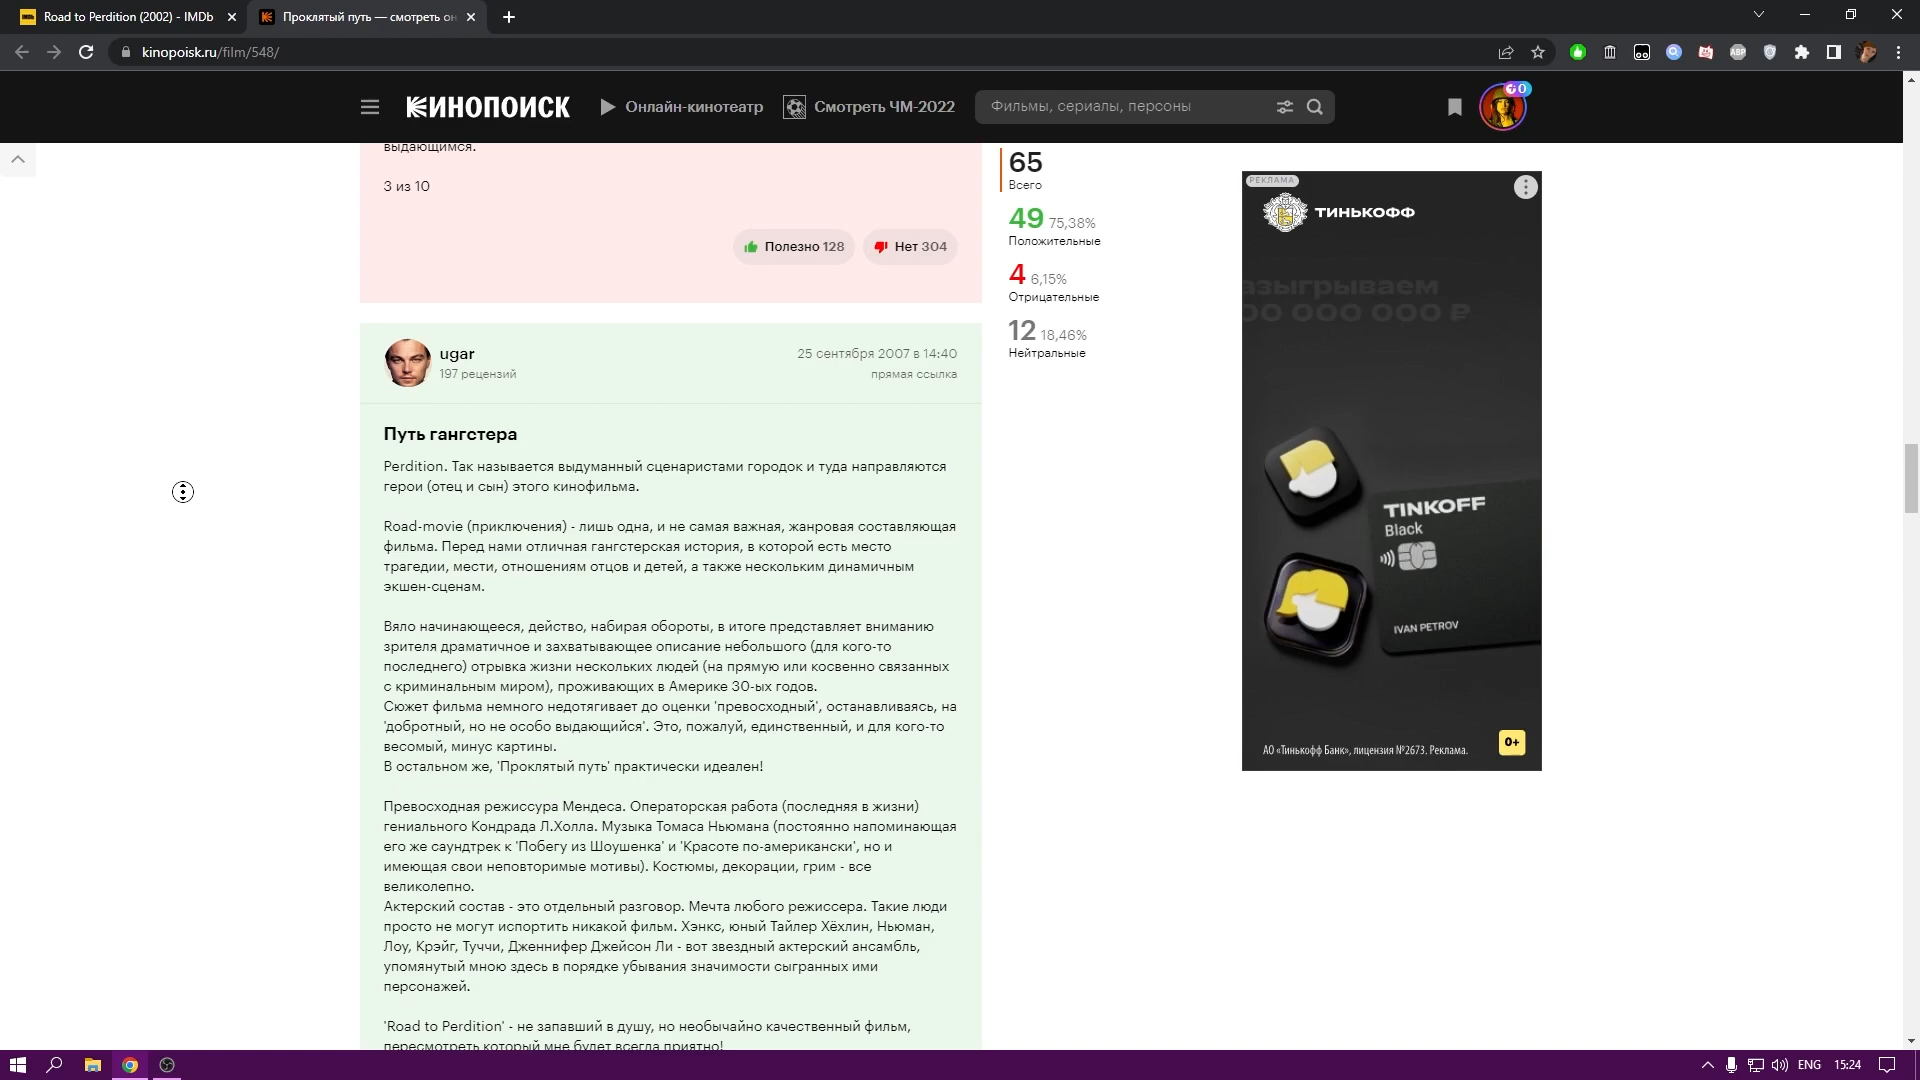 Road to Perdition (2002) - IMDb
Проклятый путь — смотреть он
kinopoisk.ru/film/548/
КИНОПОИСК
Онлайн-кинотеатр
Смотреть ЧМ-2022
Фильмы, сериалы, персоны
0
выдающимся.
3 из 10
Полезно 128
Нет 304
65
Всего
49 75,38%
Положительные
4 6,15%
Отрицательные
12 18,46%
Нейтральные
ugar
197 рецензий
25 сентября 2007 в 14:40
прямая ссылка
Путь гангстера
Perdition. Так называется выдуманный сценаристами городок и туда направляются
герои (отец и сын) этого кинофильма.
Road-movie (приключения) - лишь одна, и не самая важная, жанровая составляющая
фильма. Перед нами отличная гангстерская история, в которой есть место
трагедии, мести, отношениям отцов и детей, а также нескольким динамичным
экшен-сценам.
Вяло начинающееся, действо, набирая обороты, в итоге представляет вниманию
зрителя драматичное и захватывающее описание небольшого (для кого-то
последнего) отрывка жизни нескольких людей (на прямую или косвенно связанных
с криминальным миром), проживающих в Америке 30-ых годов.
Сюжет фильма немного недотягивает до оценки 'превосходный', останавливаясь, на
'добротный, но не особо выдающийся'. Это, пожалуй, единственный, и для кого-то
весомый, минус картины.
В остальном же, 'Проклятый путь' практически идеален!
Превосходная режиссура Мендеса. Операторская работа (последняя в жизни)
гениального Кондрада Л.Холла. Музыка Томаса Ньюмана (постоянно напоминающая
его же саундтрек к 'Побегу из Шоушенка' и 'Красоте по-американски', но и
имеющая свои неповторимые мотивы). Костюмы, декорации, грим - все
великолепно.
Актерский состав - это отдельный разговор. Мечта любого режиссера. Такие люди
просто не могут испортить никакой фильм. Хэнкс, юный Тайлер Хёхлин, Ньюман,
Лоу, Крэйг, Туччи, Дженнифер Джейсон Ли - вот звездный актерский ансамбль,
упомянутый мною здесь в порядке убывания значимости сыгранных ими
персонажей.
'Road to Perdition' - не запавший в душу, но необычайно качественный фильм,
пересмотреть который мне будет всегда приятно!
РЕКЛАМА
ТИНЬКОФФ
азыгрываем
00 000 000 ₽
TINKOFF
Black
IVAN PETROV
АО «Тинькофф Банк», лицензия №2673. Реклама.
0+
ABP
ENG
15:24